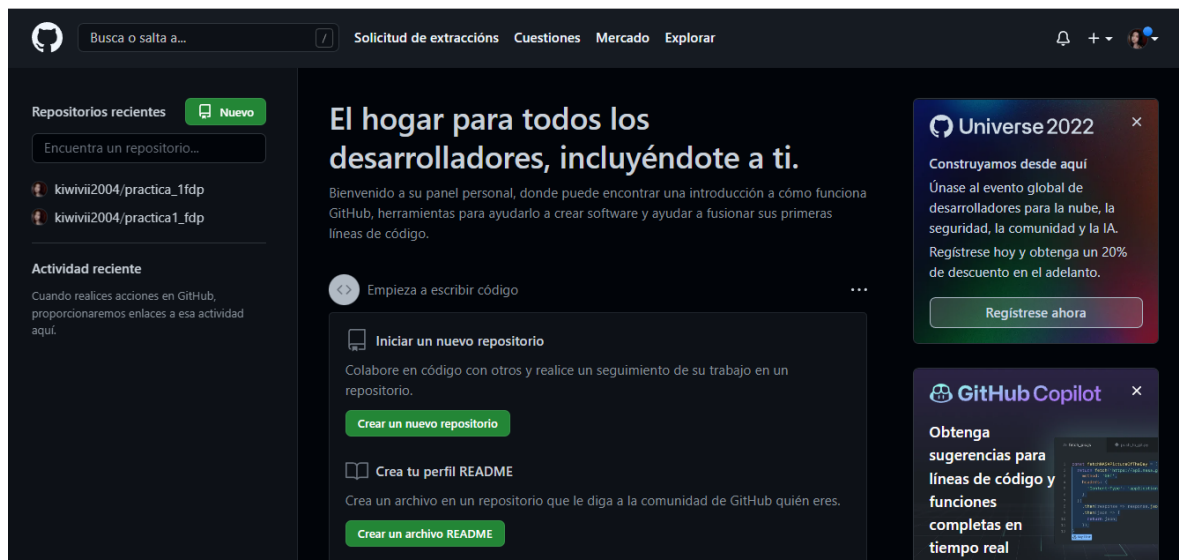 Busca o salta a...
/
Solicitud de extraccións Cuestiones Mercado Explorar
Repositorios recientes
Nuevo
Encuentra un repositorio...
kiwivii2004/practica_1fdp
kiwivii2004/practica1_fdp
Actividad reciente
Cuando realices acciones en GitHub,
proporcionaremos enlaces a esa actividad
aquí.
El hogar para todos los
desarrolladores, incluyéndote a ti.
Bienvenido a su panel personal, donde puede encontrar una introducción a cómo funciona
GitHub, herramientas para ayudarlo a crear software y ayudar a fusionar sus primeras
líneas de código.
Empieza a escribir código
Iniciar un nuevo repositorio
Colabore en código con otros y realice un seguimiento de su trabajo en un
repositorio.
Crear un nuevo repositorio
Crea tu perfil README
Crea un archivo en un repositorio que le diga a la comunidad de GitHub quién eres.
Crear un archivo README
Universe 2022
Construyamos desde aquí
Únase al evento global de
desarrolladores para la nube, la
seguridad, la comunidad y la IA.
Regístrese hoy y obtenga un 20%
de descuento en el adelanto.
Regístrese ahora
GitHub Copilot
Obtenga
sugerencias para
líneas de código y
funciones
completas en
tiempo real